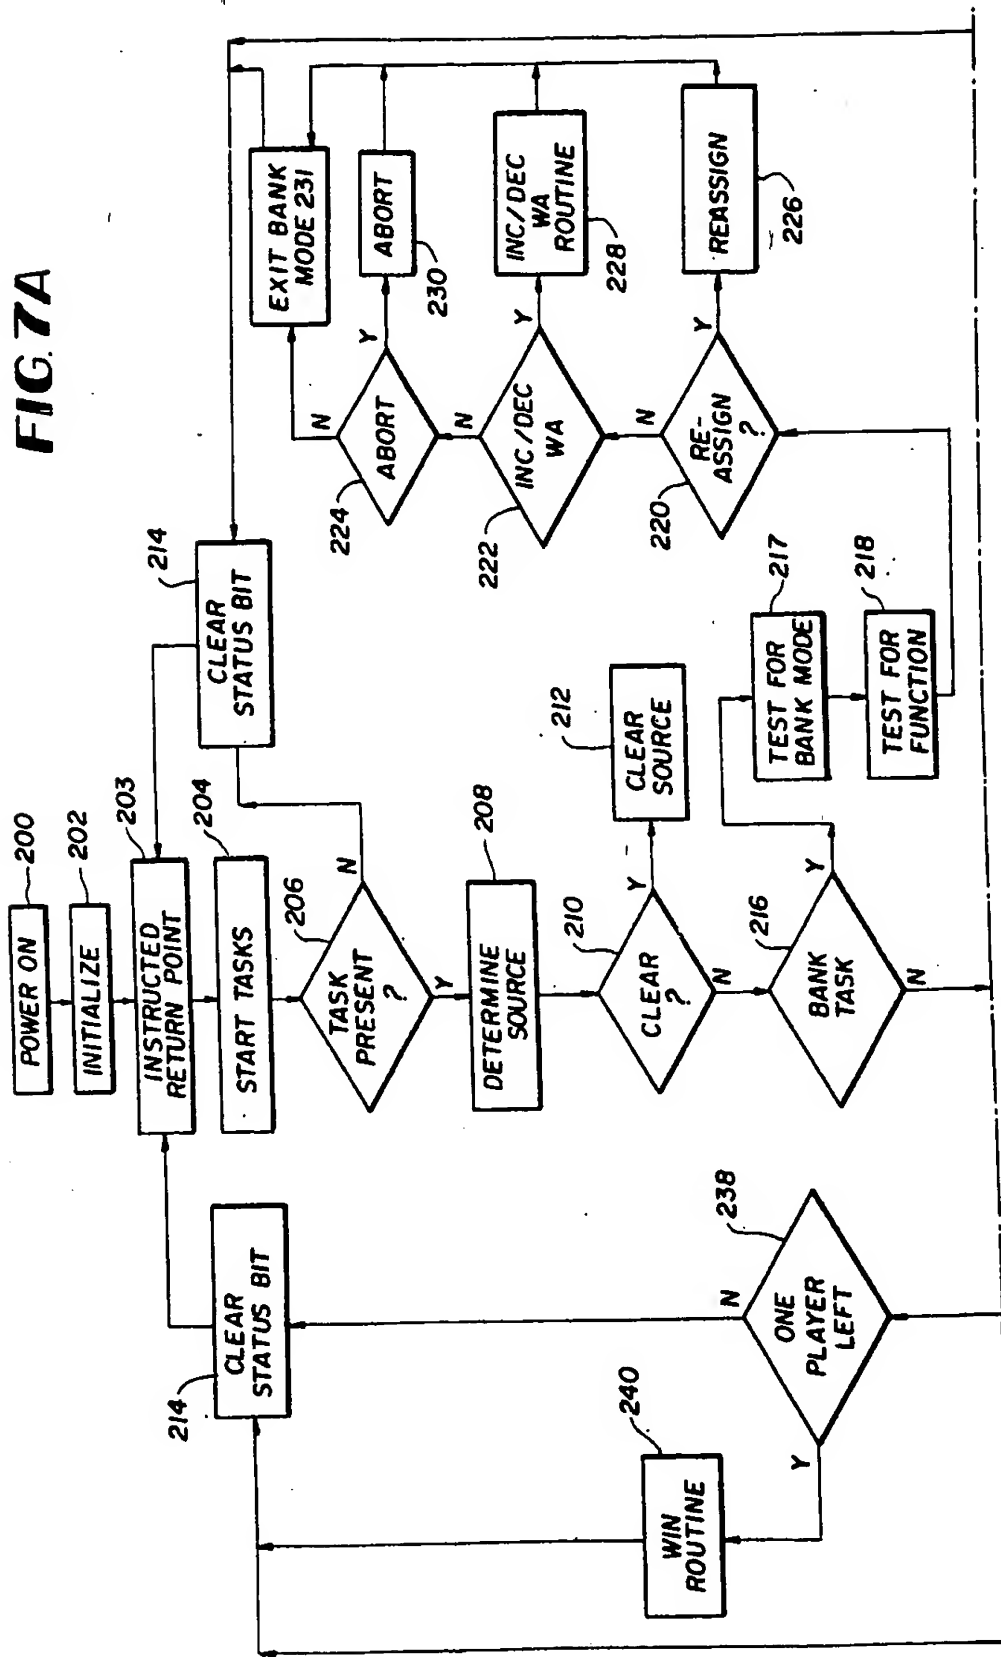 FIG. 7A
POWER ON
200
INITIALIZE
202
INSTRUCTED
RETURN POINT
203
START TASKS
204
TASK
PRESENT
?
206
N
Y
CLEAR
STATUS BIT
214
DETERMINE
SOURCE
208
CLEAR
?
210
Y
N
CLEAR
SOURCE
212
BANK
TASK
216
Y
N
TEST FOR
BANK MODE
217
TEST FOR
FUNCTION
218
RE-
ASSIGN
?
220
Y
N
REASSIGN
226
INC/DEC
WA
222
Y
N
INC/DEC
WA
ROUTINE
228
ABORT
224
Y
N
ABORT
230
EXIT BANK
MODE 231
CLEAR
STATUS BIT
214
ONE
PLAYER
LEFT
238
N
Y
WIN
ROUTINE
240